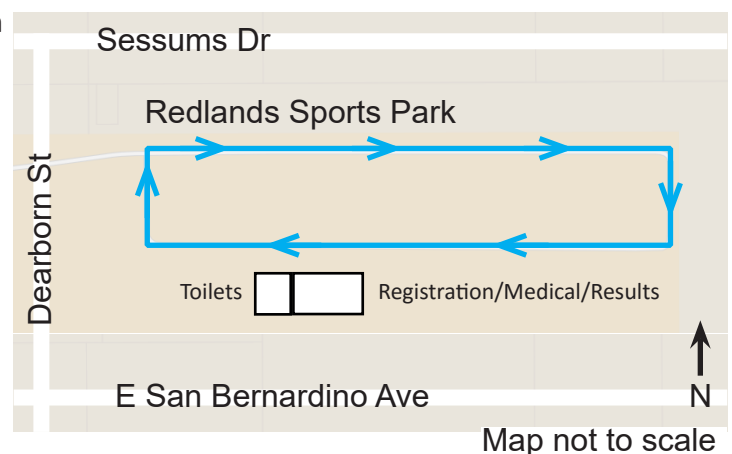 Sessums Dr
Redlands Sports Park
Dearborn St
Toilets
Registration/Medical/Results
E San Bernardino Ave
N
Map not to scale